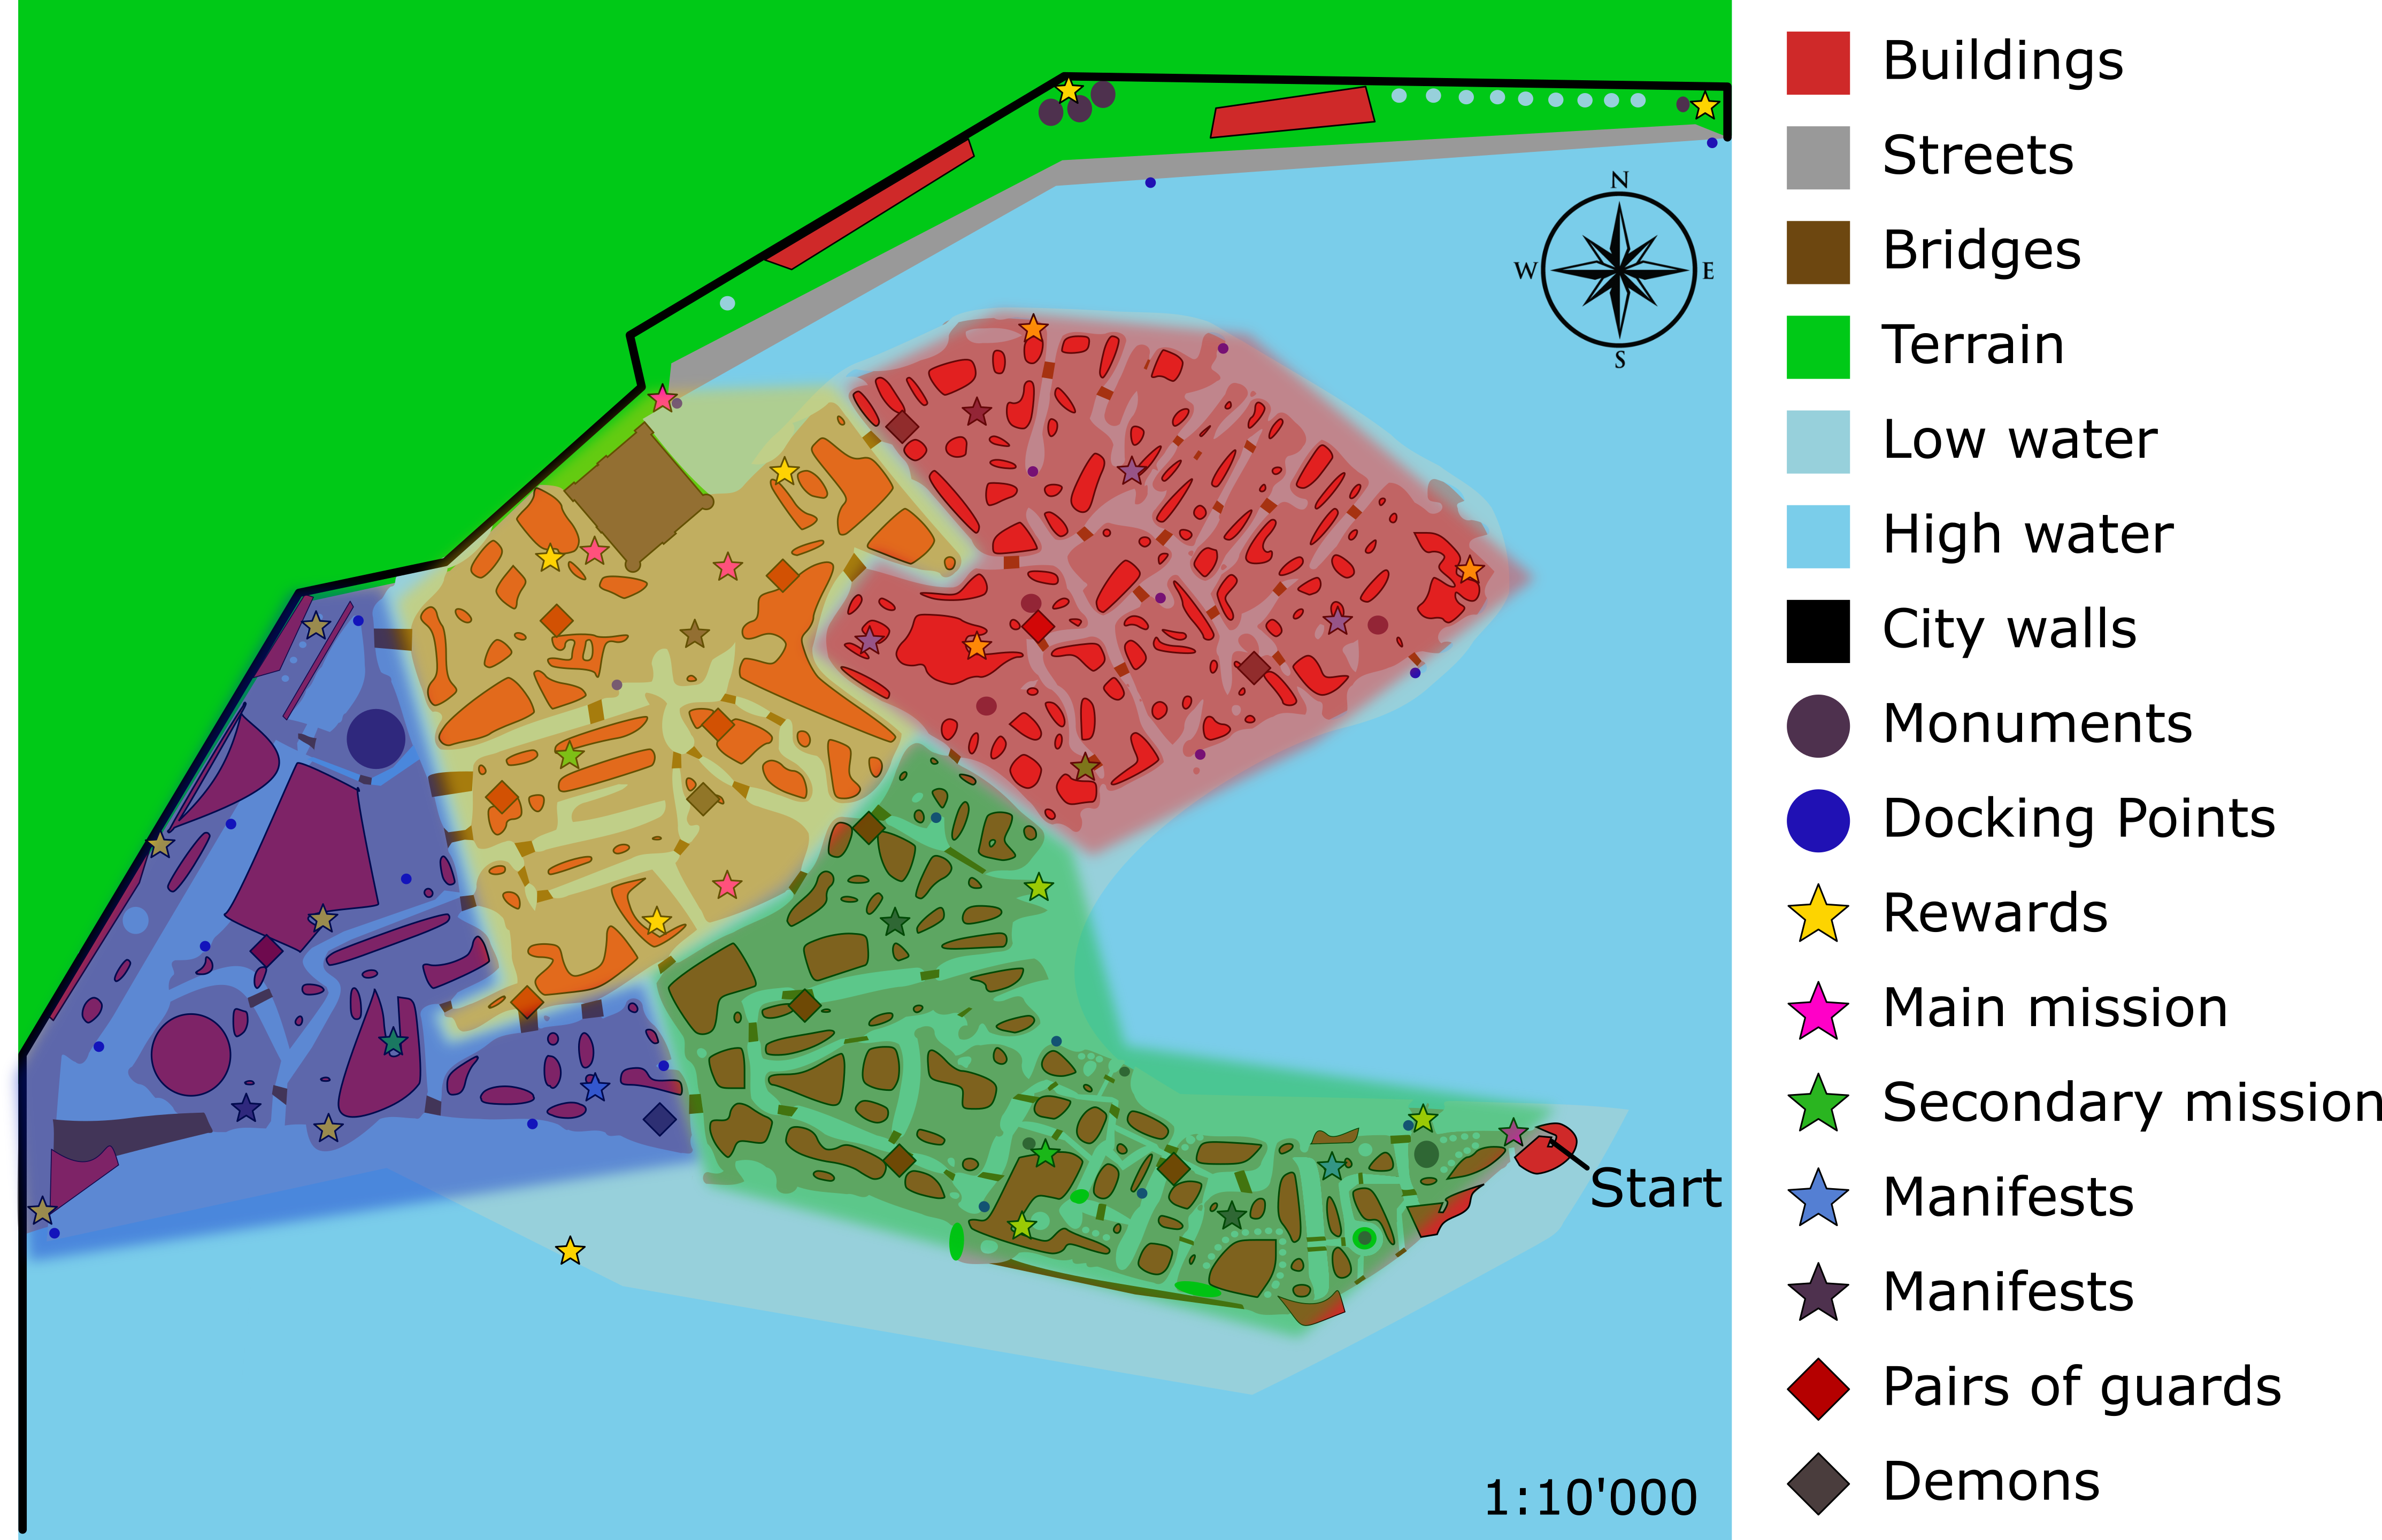 N
W E
S
Start
1:10'000
Buildings
Streets
Bridges
Terrain
Low water
High water
City walls
Monuments
Docking Points
Rewards
Main mission
Secondary mission
Manifests
Manifests
Pairs of guards
Demons